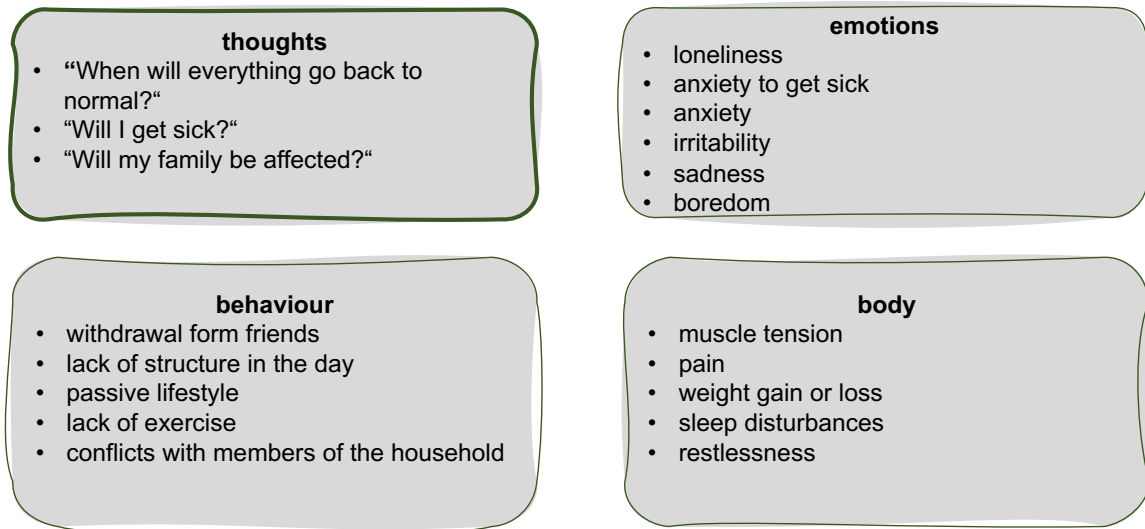 thoughts
• “When will everything go back to
normal?“
• “Will I get sick?“
• “Will my family be affected?“
emotions
• loneliness
• anxiety to get sick
• anxiety
• irritability
• sadness
• boredom
behaviour
• withdrawal form friends
• lack of structure in the day
• passive lifestyle
• lack of exercise
• conflicts with members of the household
body
• muscle tension
• pain
• weight gain or loss
• sleep disturbances
• restlessness